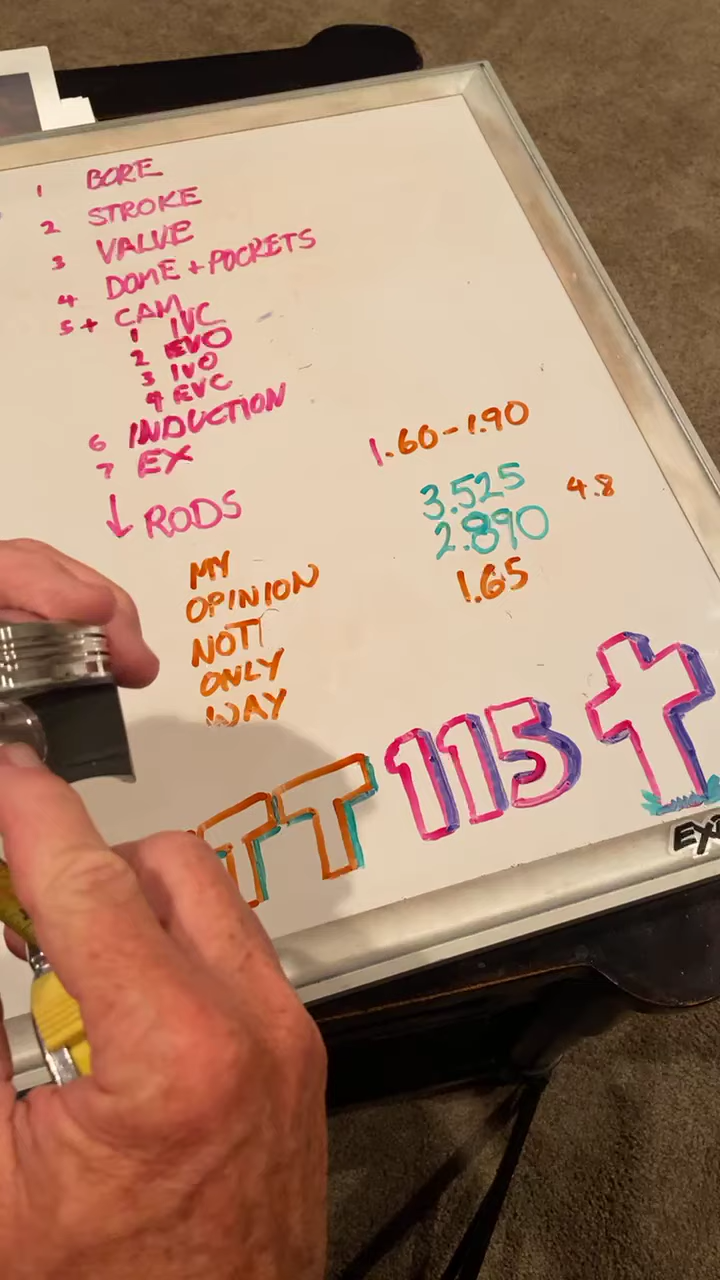 1 BORE
2 STROKE
3 VALVE
4 DOME + POCKETS
5 + CAM
1 IVC
2 EVO
3 IVO
4 EVC
6 INDUCTION
7 EX
↓ RODS
1.60-1.90
3.525
4.8
2.890
1.65
MY
OPINION
NOT
ONLY
WAY
TT 115